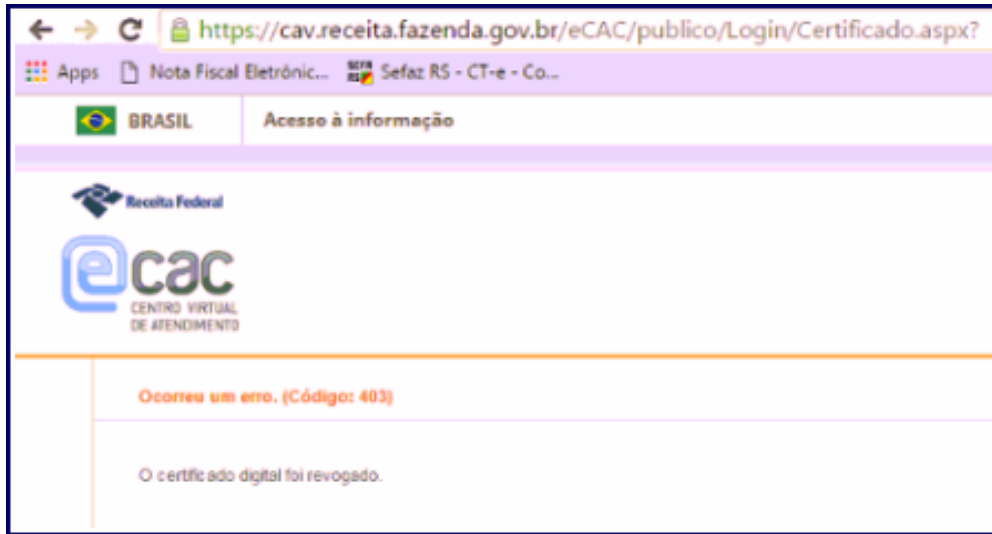 https://cav.receita.fazenda.gov.br/eCAC/publico/Login/Certificado.aspx?
Apps Nota Fiscal Eletrônic... Sefaz RS - CT-e - Co...
BRASIL Acesso à informação
Receita Federal
ecac
CENTRO VIRTUAL
DE ATENDIMENTO
Ocorreu um erro. (Código: 403)
O certificado digital foi revogado.